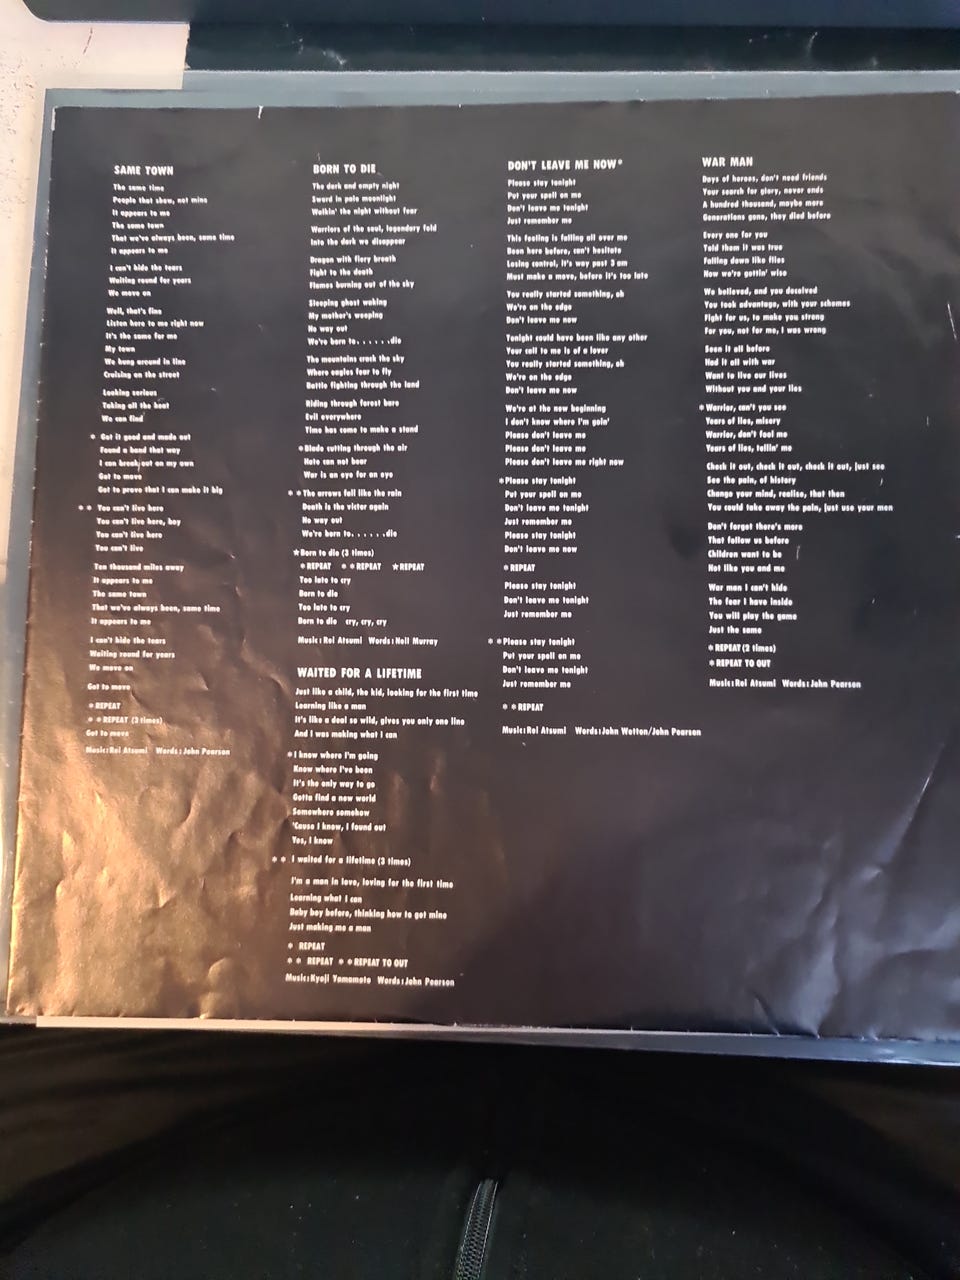 SAME TOWN
The same time
People that show, not mine
It appears to me
The same town
That we've always been, same time
It appears to me
I can't hide the tears
Waiting round for years
We move on
Well, that's fine
Listen here to me right now
It's the same for me
My town
We hung around in line
Cruising on the street
Looking serious
Taking all the heat
We can find
* Got it good and made out
Found a band that way
I can break out on my own
Got to move
Got to prove that I can make it big
* * You can't live here
You can't live here, boy
You can't live here
You can't live
Ten thousand miles away
It appears to me
The same town
That we've always been, same time
It appears to me
I can't hide the tears
Waiting round for years
We move on
Got to move
* REPEAT
* * REPEAT (3 times)
Got to move
Music:Rei Atsumi Words:John Pearson
BORN TO DIE
The dark and empty night
Sword in pale moonlight
Walkin' the night without fear
Warriors of the soul, legendary fold
Into the dark we disappear
Dragon with fiery breath
Fight to the death
Flames burning out of the sky
Sleeping ghost waking
My mother's weeping
No way out
We're born to......die
The mountains crack the sky
Where eagles fear to fly
Battle fighting through the land
Riding through forest bare
Evil everywhere
Time has come to make a stand
* Blade cutting through the air
Hate can not bear
War is an eye for an eye
* * The arrows fall like the rain
Death is the victor again
No way out
We're born to......die
★Born to die (3 times)
* REPEAT * * REPEAT ★REPEAT
Too late to cry
Born to die
Too late to cry
Born to die cry, cry, cry
Music:Rei Atsumi Words:Neil Murray
WAITED FOR A LIFETIME
Just like a child, the kid, looking for the first time
Learning like a man
It's like a deal so wild, gives you only one line
And I was making what I can
* I know where I'm going
Know where I've been
It's the only way to go
Gotta find a new world
Somewhere somehow
'Cause I know, I found out
Yes, I know
* * I waited for a lifetime (3 times)
I'm a man in love, loving for the first time
Learning what I can
Baby boy before, thinking how to get mine
Just making me a man
* REPEAT
* * REPEAT * * REPEAT TO OUT
Music:Kyoji Yamamoto Words:John Pearson
DON'T LEAVE ME NOW*
Please stay tonight
Put your spell on me
Don't leave me tonight
Just remember me
This feeling is falling all over me
Been here before, can't hesitate
Losing control, it's way past 3 am
Must make a move, before it's too late
You really started something, oh
We're on the edge
Don't leave me now
Tonight could have been like any other
Your call to me is of a lover
You really started something, oh
We're on the edge
Don't leave me now
We're at the new beginning
I don't know where I'm goin'
Please don't leave me
Please don't leave me
Please don't leave me right now
* Please stay tonight
Put your spell on me
Don't leave me tonight
Just remember me
Please stay tonight
Don't leave me now
* REPEAT
Please stay tonight
Don't leave me tonight
Just remember me
* * Please stay tonight
Put your spell on me
Don't leave me tonight
Just remember me
* * REPEAT
Music:Rei Atsumi Words:John Wetton/John Pearson
WAR MAN
Days of heroes, don't need friends
Your search for glory, never ends
A hundred thousand, maybe more
Generations gone, they died before
Every one for you
Told them it was true
Falling down like flies
Now we're gettin' wise
We believed, and you deceived
You took advantage, with your schemes
Fight for us, to make you strong
For you, not for me, I was wrong
Seen it all before
Had it all with war
Want to live our lives
Without you and your lies
* Warrior, can't you see
Years of lies, misery
Warrior, don't fool me
Years of lies, tellin' me
Check it out, check it out, check it out, just see
See the pain, of history
Change your mind, realise, that then
You could take away the pain, just use your men
Don't forget there's more
That follow us before
Children want to be
Not like you and me
War man I can't hide
The fear I have inside
You will play the game
Just the same
* REPEAT (2 times)
* REPEAT TO OUT
Music:Rei Atsumi Words:John Pearson